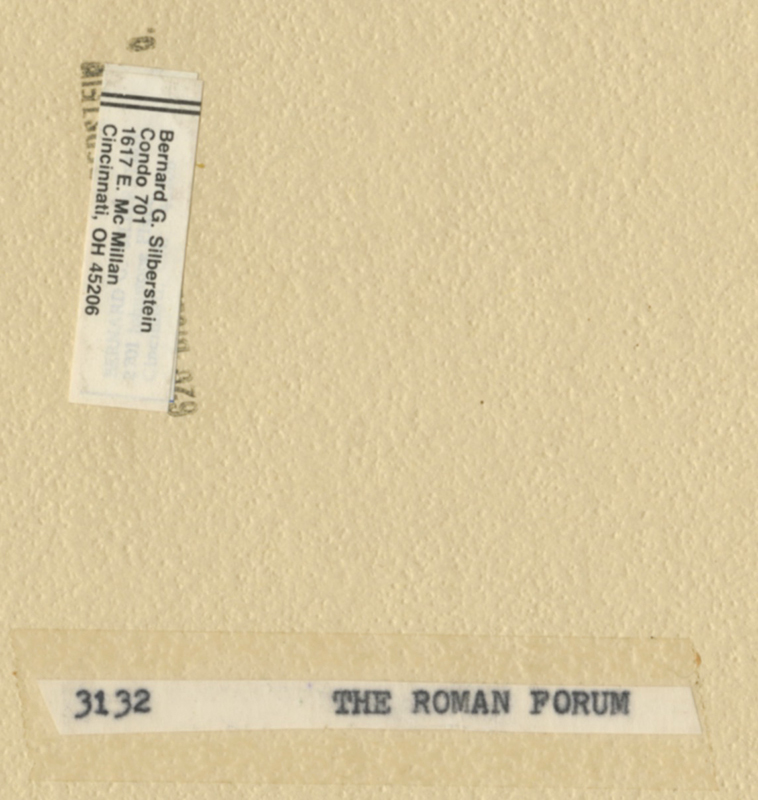 Bernard G. Silberstein
Condo 701
1617 E. Mc Millan
Cincinnati, OH 45206
3132 THE ROMAN FORUM